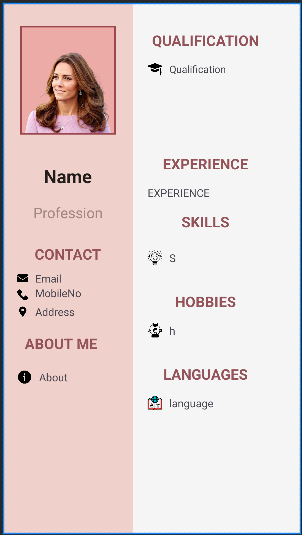 Name
Profession
CONTACT
Email
MobileNo
Address
ABOUT ME
About
QUALIFICATION
Qualification
EXPERIENCE
EXPERIENCE
SKILLS
S
HOBBIES
h
LANGUAGES
language